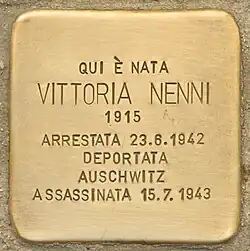 QUI È NATA
VITTORIA NENNI
1915
ARRESTATA 23.6.1942
DEPORTATA
AUSCHWITZ
ASSASSINATA 15.7.1943